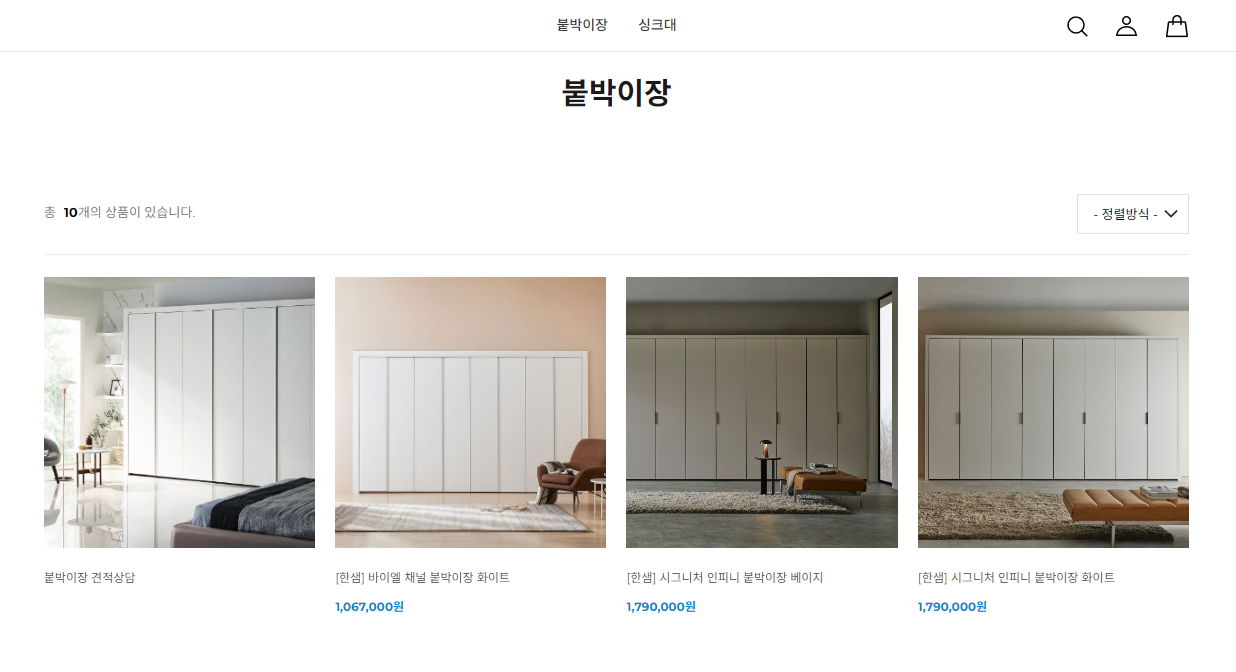 붙박이장 싱크대
붙박이장
총 10개의 상품이 있습니다.
- 정렬방식 -
붙박이장 견적상담
[한샘] 바이엘 채널 붙박이장 화이트
1,067,000원
[한샘] 시그니처 인피니 붙박이장 베이지
1,790,000원
[한샘] 시그니처 인피니 붙박이장 화이트
1,790,000원